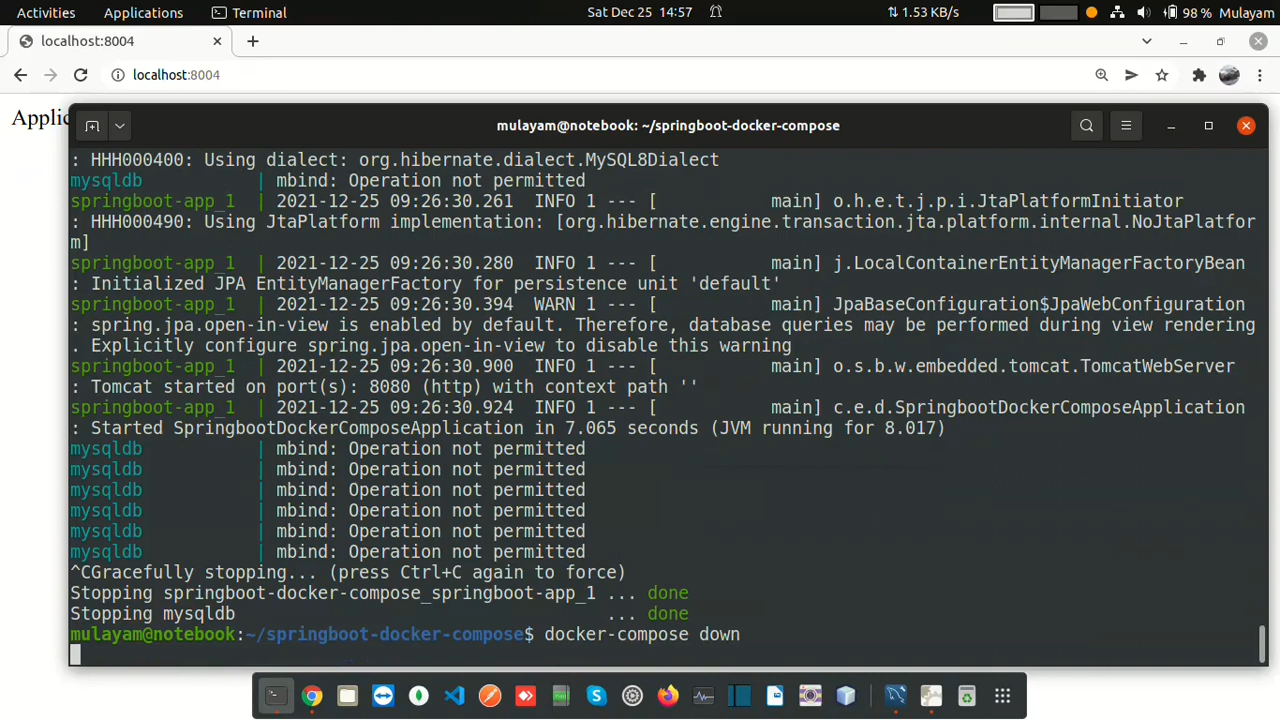 Activities Applications Terminal Sat Dec 25 14:57 1.53 KB/s 98 % Mulayam
localhost:8004
localhost:8004
Applic
mulayam@notebook: ~/springboot-docker-compose
: HHH000400: Using dialect: org.hibernate.dialect.MySQL8Dialect
mysqldb | mbind: Operation not permitted
springboot-app_1 | 2021-12-25 09:26:30.261 INFO 1 --- [ main] o.h.e.t.j.p.i.JtaPlatformInitiator
: HHH000490: Using JtaPlatform implementation: [org.hibernate.engine.transaction.jta.platform.internal.NoJtaPlatfor
m]
springboot-app_1 | 2021-12-25 09:26:30.280 INFO 1 --- [ main] j.LocalContainerEntityManagerFactoryBean
: Initialized JPA EntityManagerFactory for persistence unit 'default'
springboot-app_1 | 2021-12-25 09:26:30.394 WARN 1 --- [ main] JpaBaseConfiguration$JpaWebConfiguration
: spring.jpa.open-in-view is enabled by default. Therefore, database queries may be performed during view rendering
. Explicitly configure spring.jpa.open-in-view to disable this warning
springboot-app_1 | 2021-12-25 09:26:30.900 INFO 1 --- [ main] o.s.b.w.embedded.tomcat.TomcatWebServer
: Tomcat started on port(s): 8080 (http) with context path ''
springboot-app_1 | 2021-12-25 09:26:30.924 INFO 1 --- [ main] c.e.d.SpringbootDockerComposeApplication
: Started SpringbootDockerComposeApplication in 7.065 seconds (JVM running for 8.017)
mysqldb | mbind: Operation not permitted
mysqldb | mbind: Operation not permitted
mysqldb | mbind: Operation not permitted
mysqldb | mbind: Operation not permitted
mysqldb | mbind: Operation not permitted
mysqldb | mbind: Operation not permitted
^CGracefully stopping... (press Ctrl+C again to force)
Stopping springboot-docker-compose_springboot-app_1 ... done
Stopping mysqldb ... done
mulayam@notebook:~/springboot-docker-compose$ docker-compose down